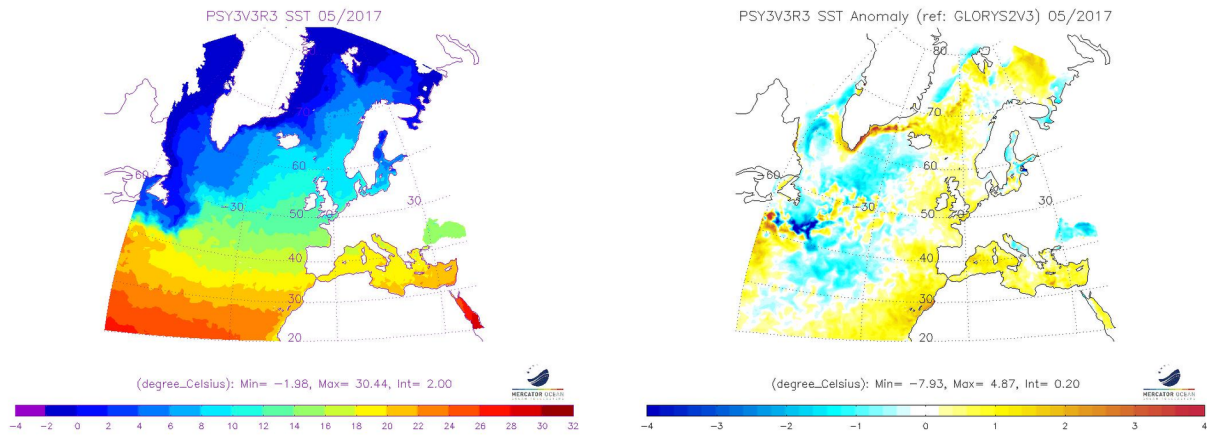 PSY3V3R3 SST 05/2017
70
60
-60
-30
50
30
40
30
20
(degree_Celsius): Min= -1.98, Max= 30.44, Int= 2.00
MERCATOR OCEAN
-4 -2 0 2 4 6 8 10 12 14 16 18 20 22 24 26 28 30 32
PSY3V3R3 SST Anomaly (ref: GLORYS2V3) 05/2017
80
70
60
-60
-30
50
30
40
30
20
(degree_Celsius): Min= -7.93, Max= 4.87, Int= 0.20
MERCATOR OCEAN
-4 -3 -2 -1 0 1 2 3 4